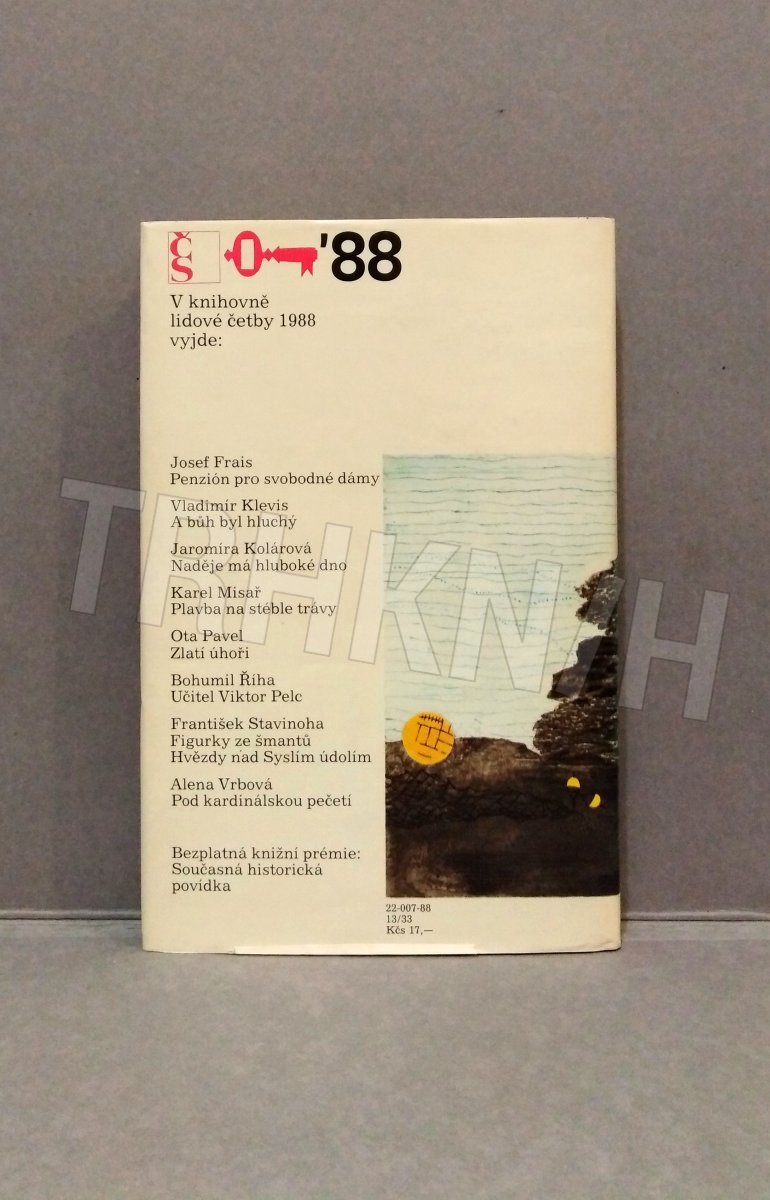 ČS
'88
V knihovně
lidové četby 1988
vyjde:
Josef Frais
Penzión pro svobodné dámy
Vladimír Klevis
A bůh byl hluchý
Jaromíra Kolárová
Naděje má hluboké dno
Karel Misař
Plavba na stéble trávy
Ota Pavel
Zlatí úhoři
Bohumil Říha
Učitel Viktor Pelc
František Stavinoha
Figurky ze šmantů
Hvězdy nad Syslím údolím
Alena Vrbová
Pod kardinálskou pečetí
Bezplatná knižní prémie:
Současná historická
povídka
22-007-88
13/33
Kčs 17,—
TRHKNIH